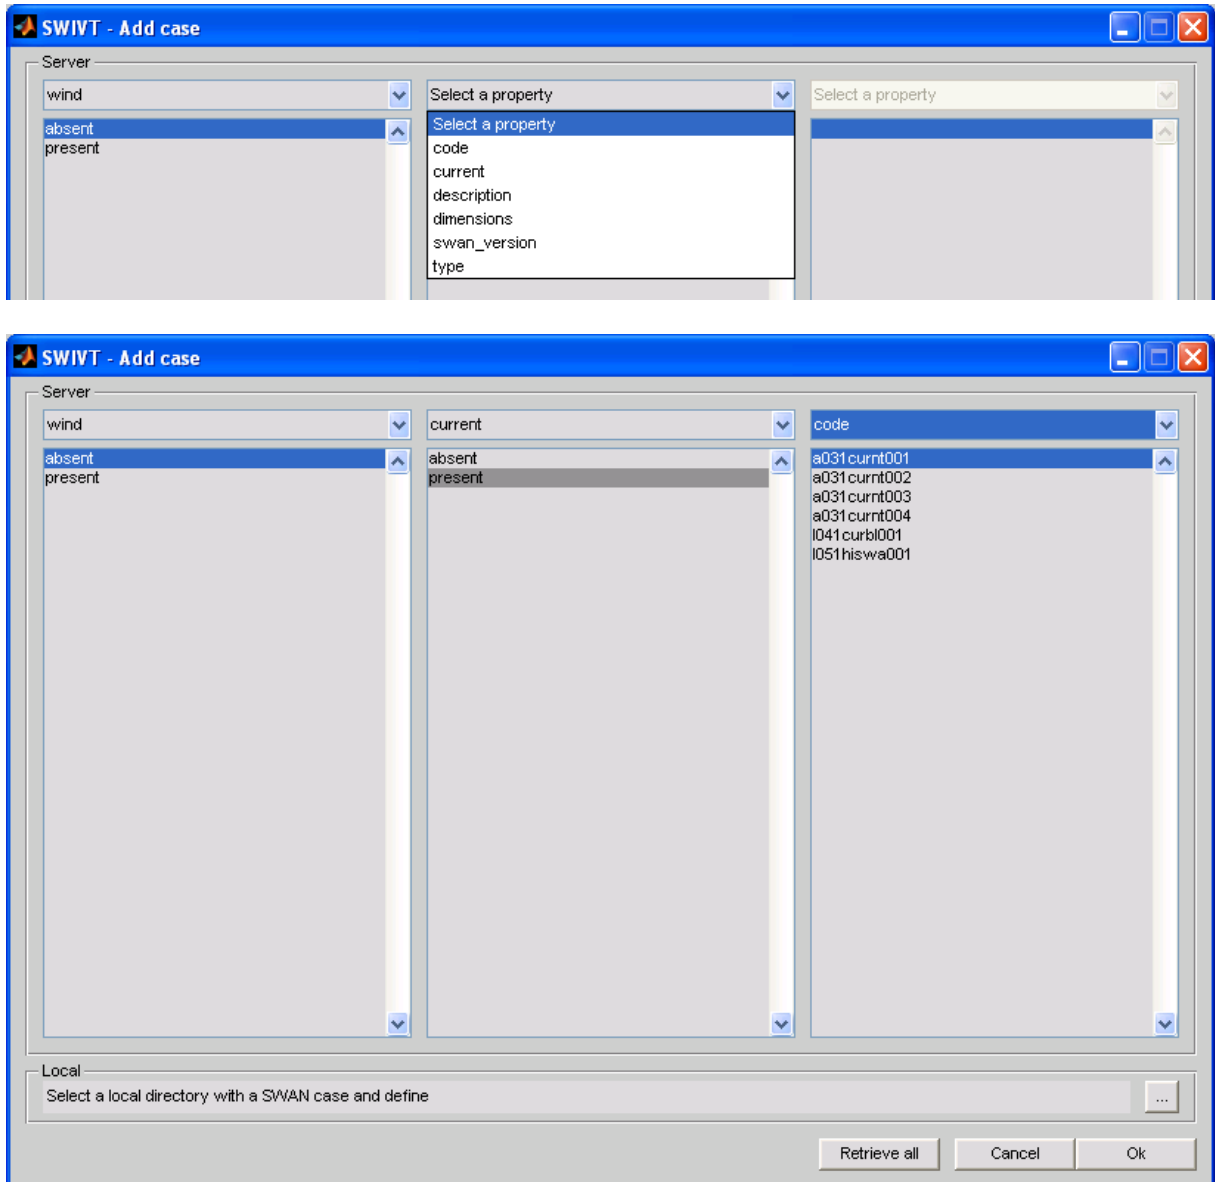 SWIVT - Add case
Server
wind Select a property Select a property
absent Select a property
present code
current
description
dimensions
swan_version
type
SWIVT - Add case
Server
wind current code
absent absent a031curnt001
present present a031curnt002
a031curnt003
a031curnt004
l041curbl001
l051hiswa001
Local
Select a local directory with a SWAN case and define ...
Retrieve all Cancel Ok